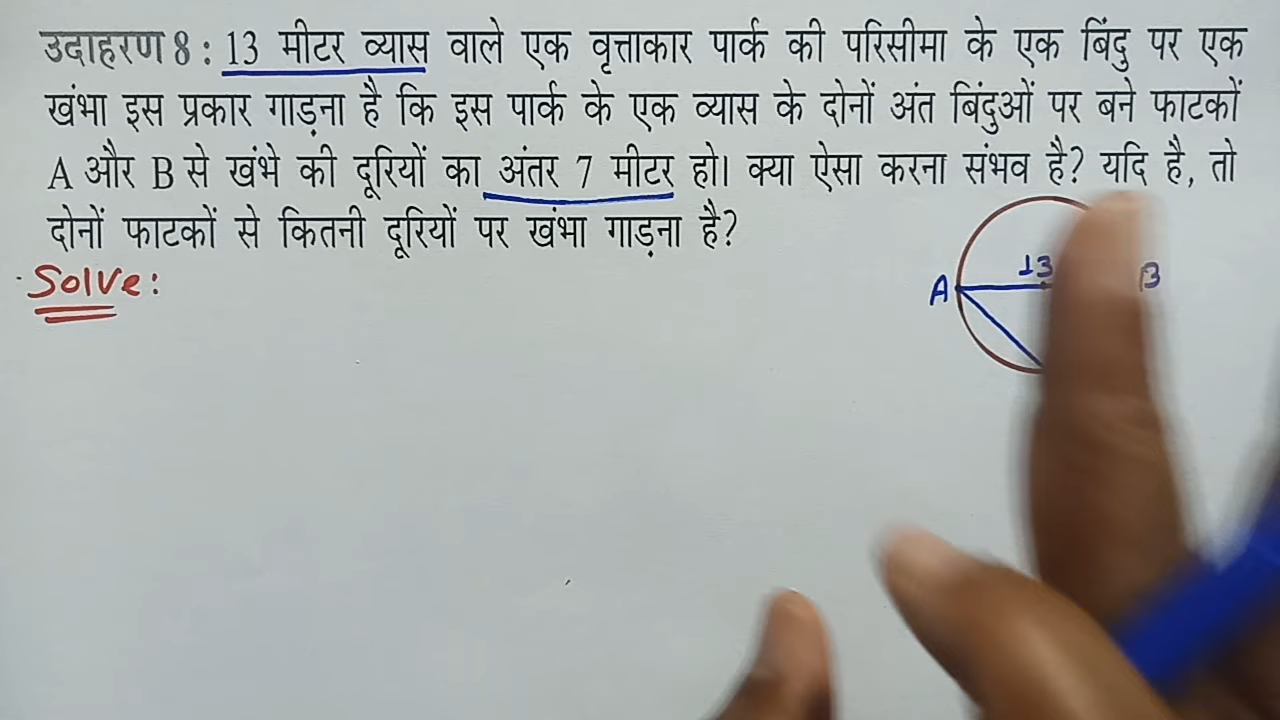 उदाहरण 8 : 13 मीटर व्यास वाले एक वृत्ताकार पार्क की परिसीमा के एक बिंदु पर एक
खंभा इस प्रकार गाड़ना है कि इस पार्क के एक व्यास के दोनों अंत बिंदुओं पर बने फाटकों
A और B से खंभे की दूरियों का अंतर 7 मीटर हो। क्या ऐसा करना संभव है? यदि है, तो
दोनों फाटकों से कितनी दूरियों पर खंभा गाड़ना है?
Solve:
13
A B